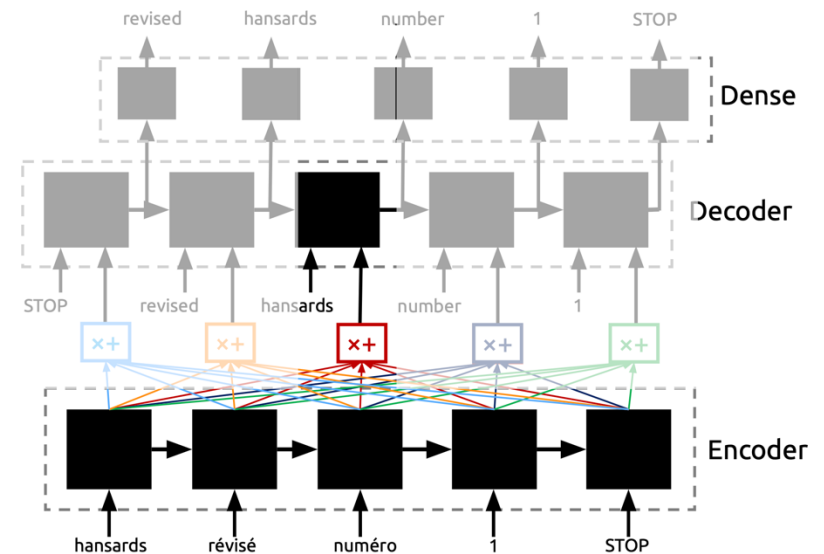 revised hansards number 1 STOP
Dense
Decoder
STOP revised hansards number 1
×+ ×+ ×+ ×+ ×+
Encoder
hansards révisé numéro 1 STOP